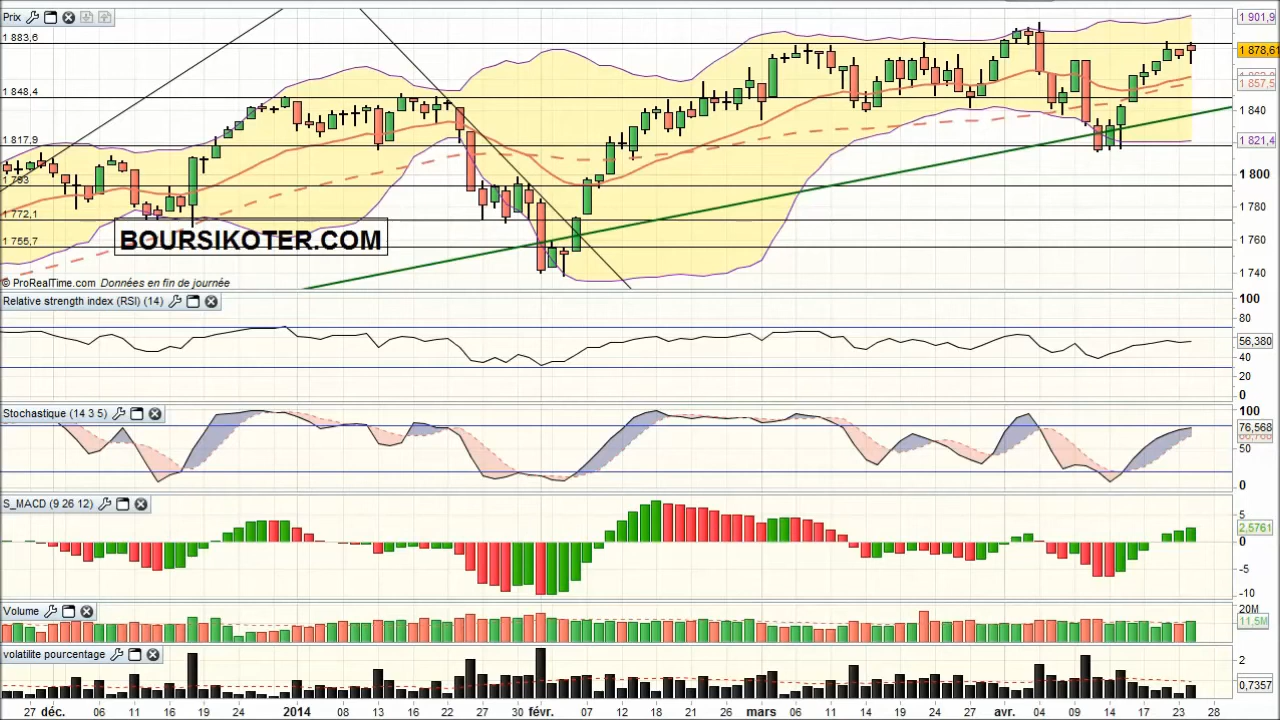 Prix
1 901,9
1 883,6
1 878,61
1 857,5
1 848,4
1 840
1 817,9
1 821,4
1 793
1 800
1 780
1 772,1
BOURSIKOTER.COM
1 755,7
1 760
1 740
© ProRealTime.com Données en fin de journée
Relative strength index (RSI) (14)
100
80
56,380
40
20
0
Stochastique (14 3 5)
100
76,568
50
0
S_MACD (9 26 12)
5
2,5761
0
-5
-10
Volume
20M
11,5M
volatilite pourcentage
2
0,7357
27 déc. 06 11 16 19 24 2014 08 13 16 22 27 30 févr. 07 12 18 21 26 mars 06 11 14 19 24 27 avr. 04 09 14 17 23 28